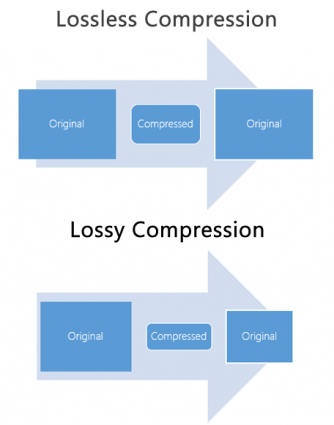 Lossless Compression
Original
Compressed
Original
Lossy Compression
Original
Compressed
Original